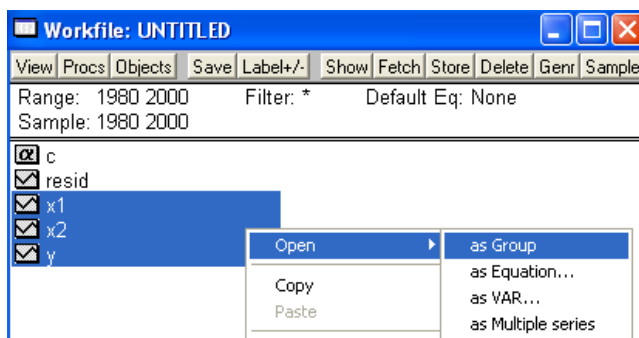 Workfile: UNTITLED
View Procs Objects Save Label+/- Show Fetch Store Delete Genr Sample
Range: 1980 2000 Filter: * Default Eq: None
Sample: 1980 2000
α c
resid
x1
x2
y
Open
Copy
Paste
as Group
as Equation...
as VAR...
as Multiple series